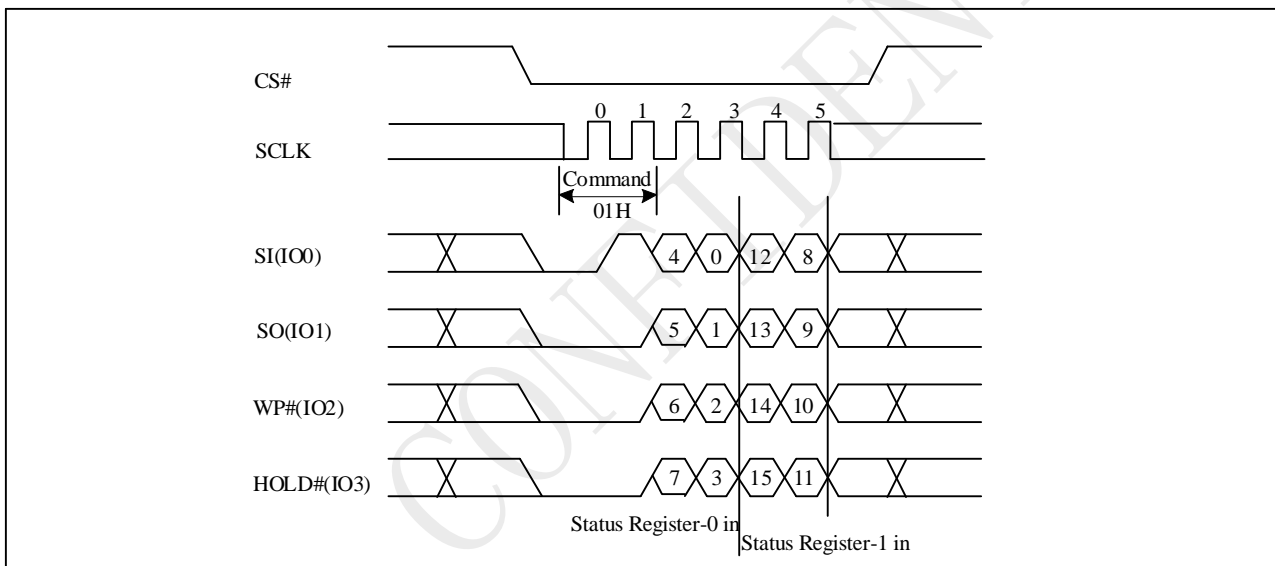 CONFIDEN
CS#
0 1 2 3 4 5
SCLK
Command
01H
SI(IO0) 4 0 12 8
SO(IO1) 5 1 13 9
WP#(IO2) 6 2 14 10
HOLD#(IO3) 7 3 15 11
Status Register-0 in
Status Register-1 in